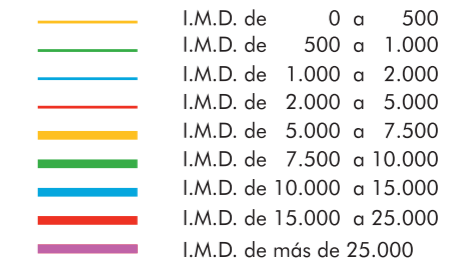 I.M.D. de 0 a 500
I.M.D. de 500 a 1.000
I.M.D. de 1.000 a 2.000
I.M.D. de 2.000 a 5.000
I.M.D. de 5.000 a 7.500
I.M.D. de 7.500 a 10.000
I.M.D. de 10.000 a 15.000
I.M.D. de 15.000 a 25.000
I.M.D. de más de 25.000